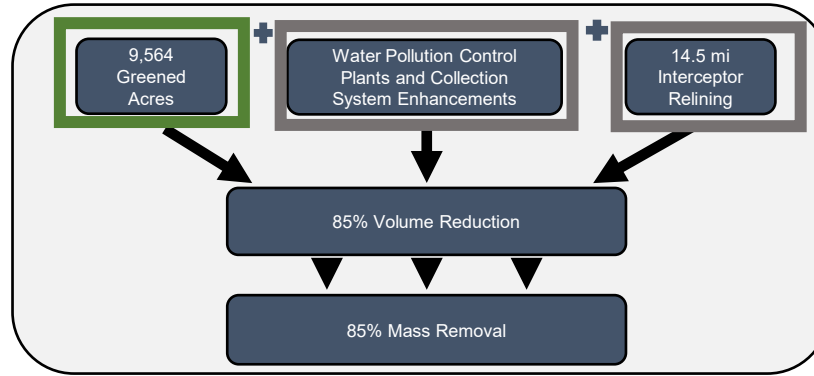 9,564
Greened
Acres
Water Pollution Control
Plants and Collection
System Enhancements
14.5 mi
Interceptor
Relining
85% Volume Reduction
85% Mass Removal